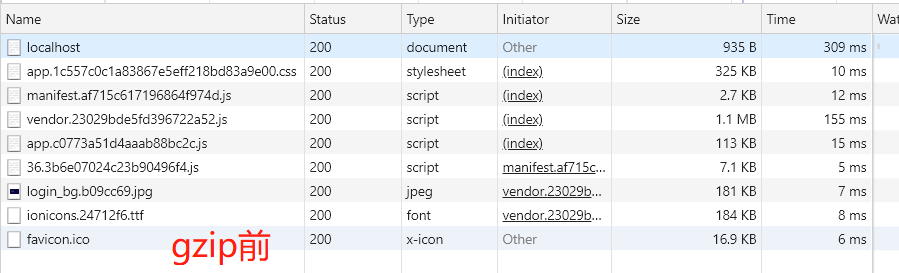 Name Status Type Initiator Size Time Wat
localhost 200 document Other 935 B 309 ms
app.1c557c0c1a83867e5eff218bd83a9e00.css 200 stylesheet (index) 325 KB 10 ms
manifest.af715c617196864f974d.js 200 script (index) 2.7 KB 12 ms
vendor.23029bde5fd396722a52.js 200 script (index) 1.1 MB 155 ms
app.c0773a51d4aaab88bc2c.js 200 script (index) 113 KB 15 ms
36.3b6e07024c23b90496f4.js 200 script manifest.af715c... 7.1 KB 5 ms
login_bg.b09cc69.jpg 200 jpeg vendor.23029b... 181 KB 7 ms
ionicons.24712f6.ttf 200 font vendor.23029b... 184 KB 8 ms
favicon.ico 200 x-icon Other 16.9 KB 6 ms
gzip前